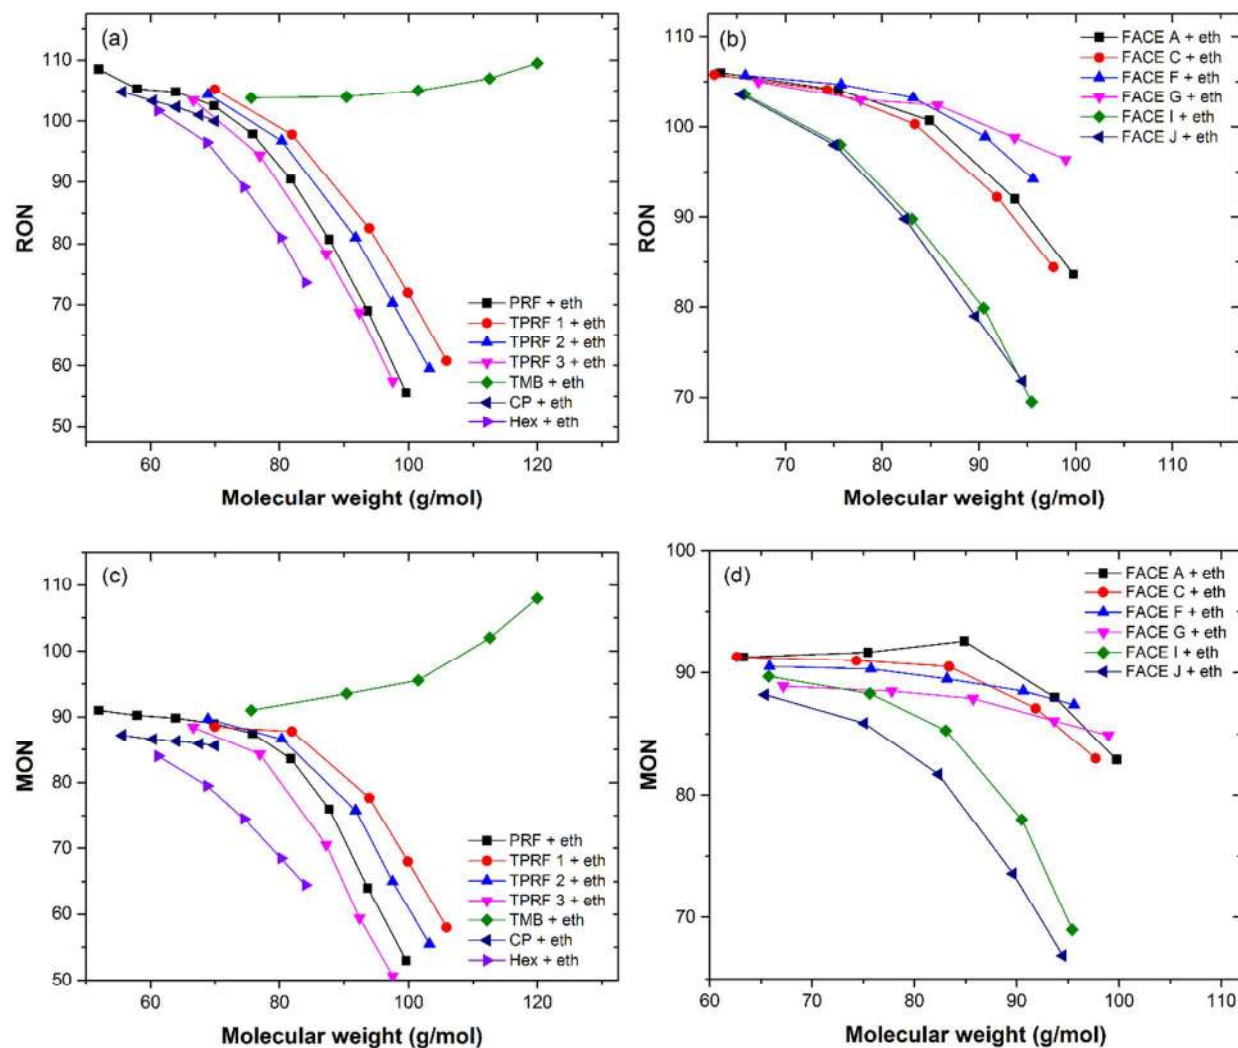 (a)
110
100
90
80
70
60
50
RON
60 80 100 120
Molecular weight (g/mol)
PRF + eth
TPRF 1 + eth
TPRF 2 + eth
TPRF 3 + eth
TMB + eth
CP + eth
Hex + eth
(b)
110
100
90
80
70
RON
70 80 90 100 110
Molecular weight (g/mol)
FACE A + eth
FACE C + eth
FACE F + eth
FACE G + eth
FACE I + eth
FACE J + eth
(c)
110
100
90
80
70
60
50
MON
60 80 100 120
Molecular weight (g/mol)
PRF + eth
TPRF 1 + eth
TPRF 2 + eth
TPRF 3 + eth
TMB + eth
CP + eth
Hex + eth
(d)
100
90
80
70
MON
60 70 80 90 100
Molecular weight (g/mol)
FACE A + eth
FACE C + eth
FACE F + eth
FACE G + eth
FACE I + eth
FACE J + eth